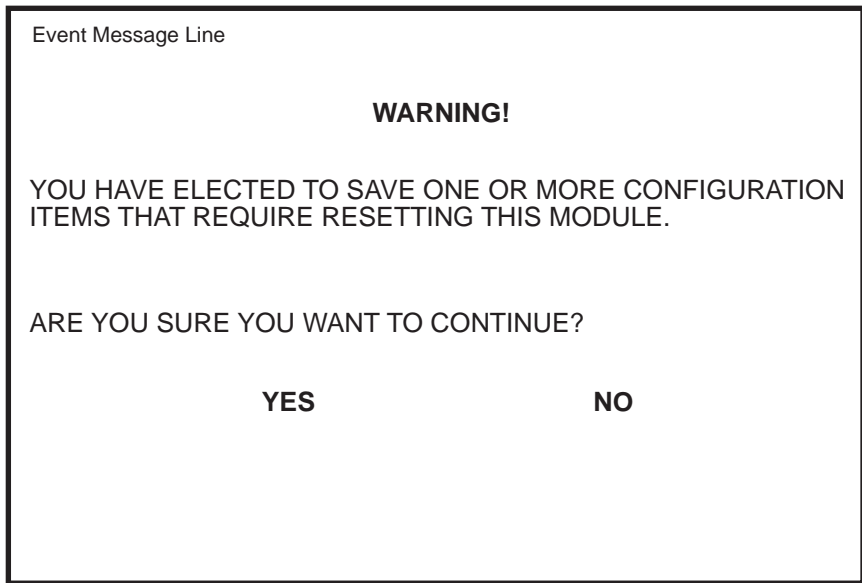 Event Message Line
WARNING!
YOU HAVE ELECTED TO SAVE ONE OR MORE CONFIGURATION
ITEMS THAT REQUIRE RESETTING THIS MODULE.
ARE YOU SURE YOU WANT TO CONTINUE?
YES NO